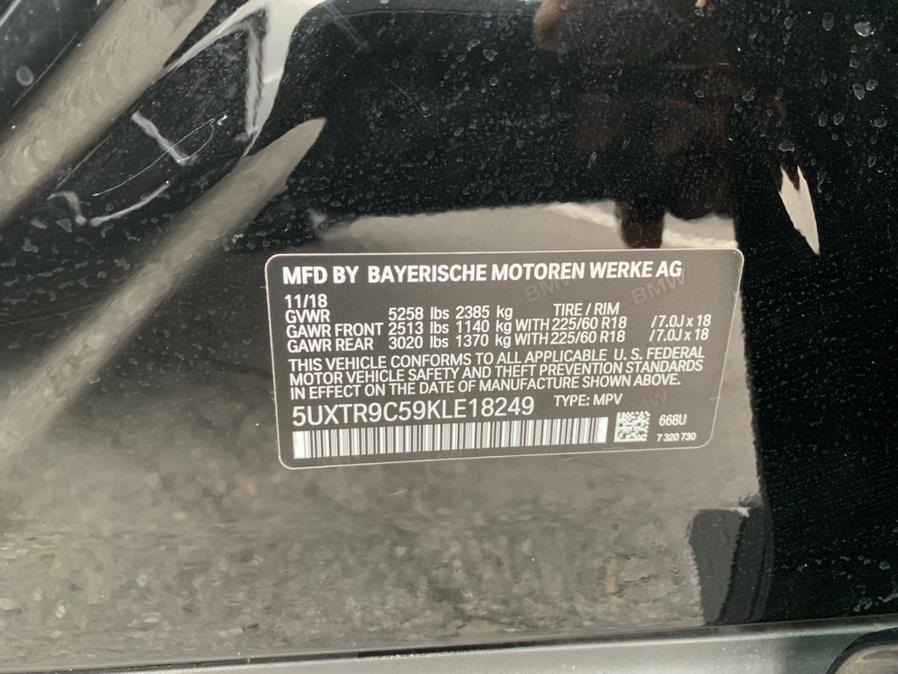 MFD BY BAYERISCHE MOTOREN WERKE AG
11/18
GVWR 5258 lbs 2385 kg TIRE / RIM
GAWR FRONT 2513 lbs 1140 kg WITH 225/60 R18 / 7.0J x 18
GAWR REAR 3020 lbs 1370 kg WITH 225/60 R18 / 7.0J x 18
THIS VEHICLE CONFORMS TO ALL APPLICABLE U. S. FEDERAL
MOTOR VEHICLE SAFETY AND THEFT PREVENTION STANDARDS
IN EFFECT ON THE DATE OF MANUFACTURE SHOWN ABOVE.
5UXTR9C59KLE18249 TYPE: MPV
668U
7 320 730
BMW
BMW
BMW